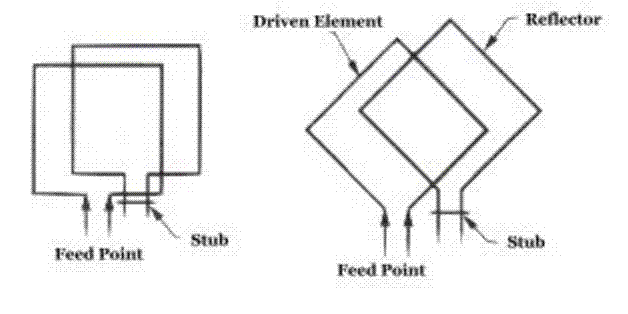 Driven Element
Reflector
Stub
Feed Point
Stub
Feed Point